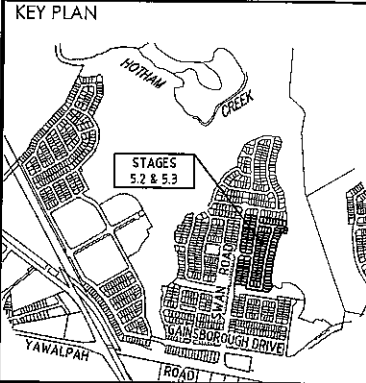 KEY PLAN
HOTHAM
CREEK
STAGES
5.2 & 5.3
SWAN ROAD
GAINSBOROUGH DRIVE
YAWALPAH
ROAD